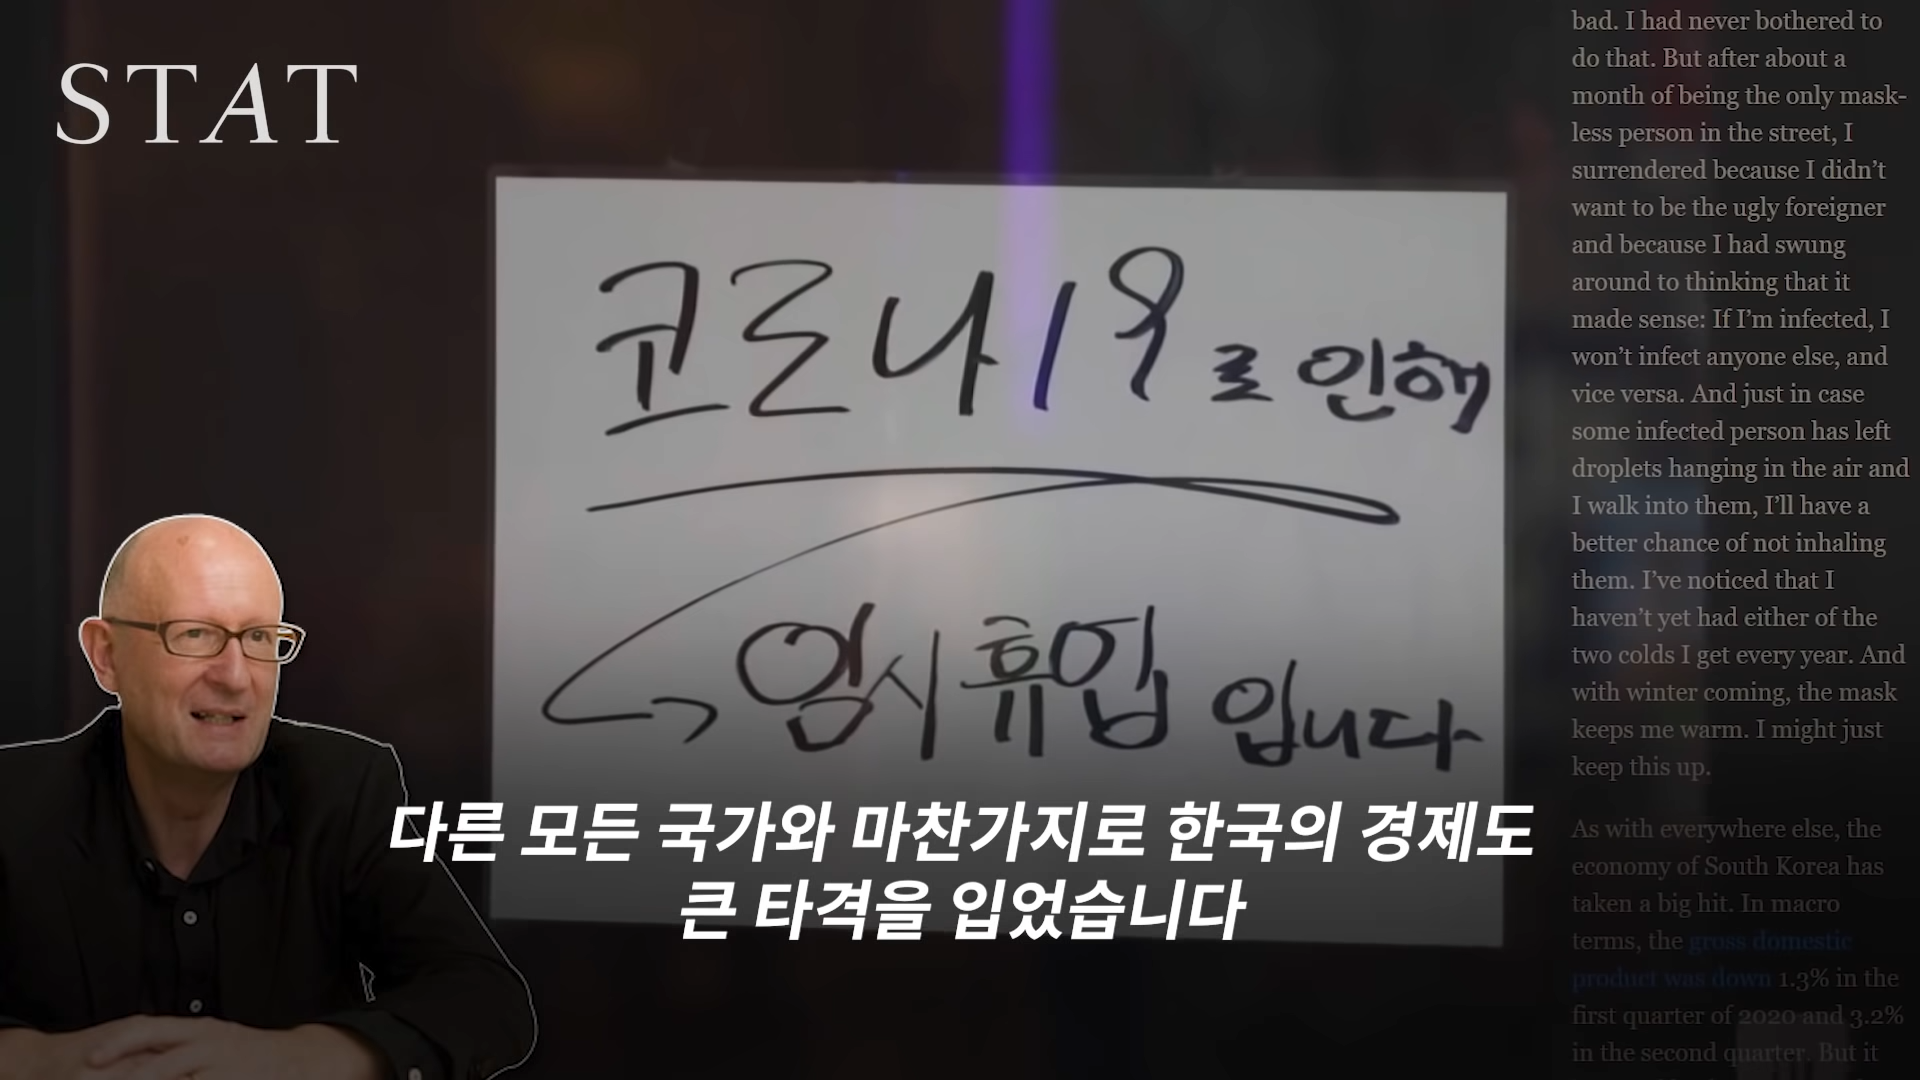 STAT
코로나19로 인해
임시휴업입니다
다른 모든 국가와 마찬가지로 한국의 경제도
큰 타격을 입었습니다
bad. I had never bothered to
do that. But after about a
month of being the only mask-
less person in the street, I
surrendered because I didn’t
want to be the ugly foreigner
and because I had swung
around to thinking that it
made sense: If I’m infected, I
won’t infect anyone else, and
vice versa. And just in case
some infected person has left
droplets hanging in the air and
I walk into them, I’ll have a
better chance of not inhaling
them. I’ve noticed that I
haven’t yet had either of the
two colds I get every year. And
with winter coming, the mask
keeps me warm. I might just
keep this up.
As with everywhere else, the
economy of South Korea has
taken a big hit. In macro
terms, the gross domestic
product was down 1.3% in the
first quarter of 2020 and 3.2%
in the second quarter. But it